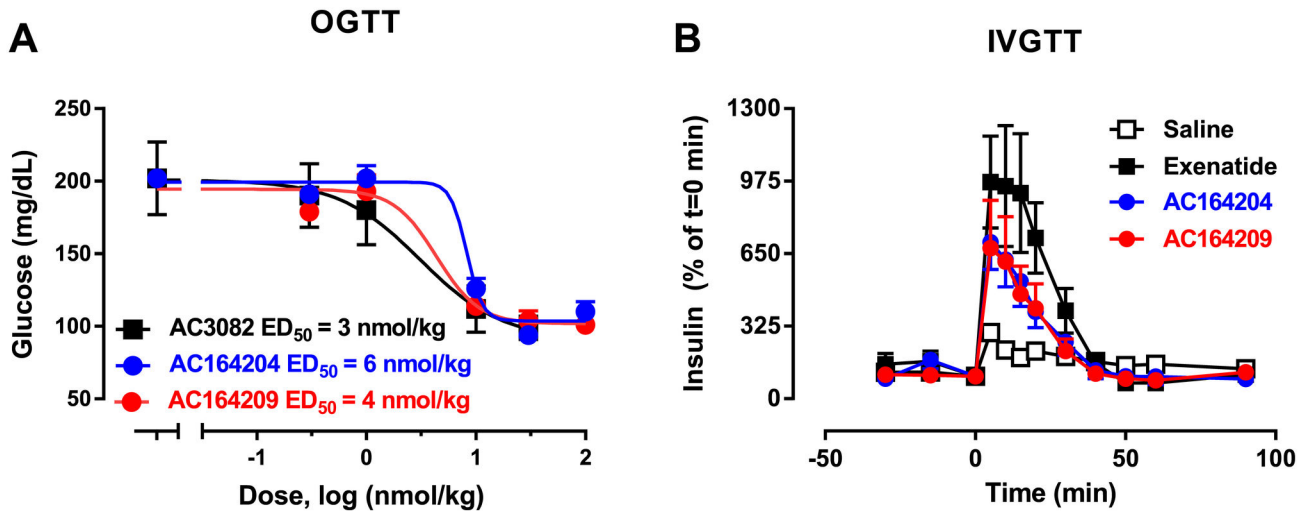 A
OGTT
Glucose (mg/dL)
250
200
150
100
50
AC3082 ED50 = 3 nmol/kg
AC164204 ED50 = 6 nmol/kg
AC164209 ED50 = 4 nmol/kg
-1 0 1 2
Dose, log (nmol/kg)
B
IVGTT
Insulin (% of t=0 min)
1300
975
650
325
0
Saline
Exenatide
AC164204
AC164209
-50 0 50 100
Time (min)